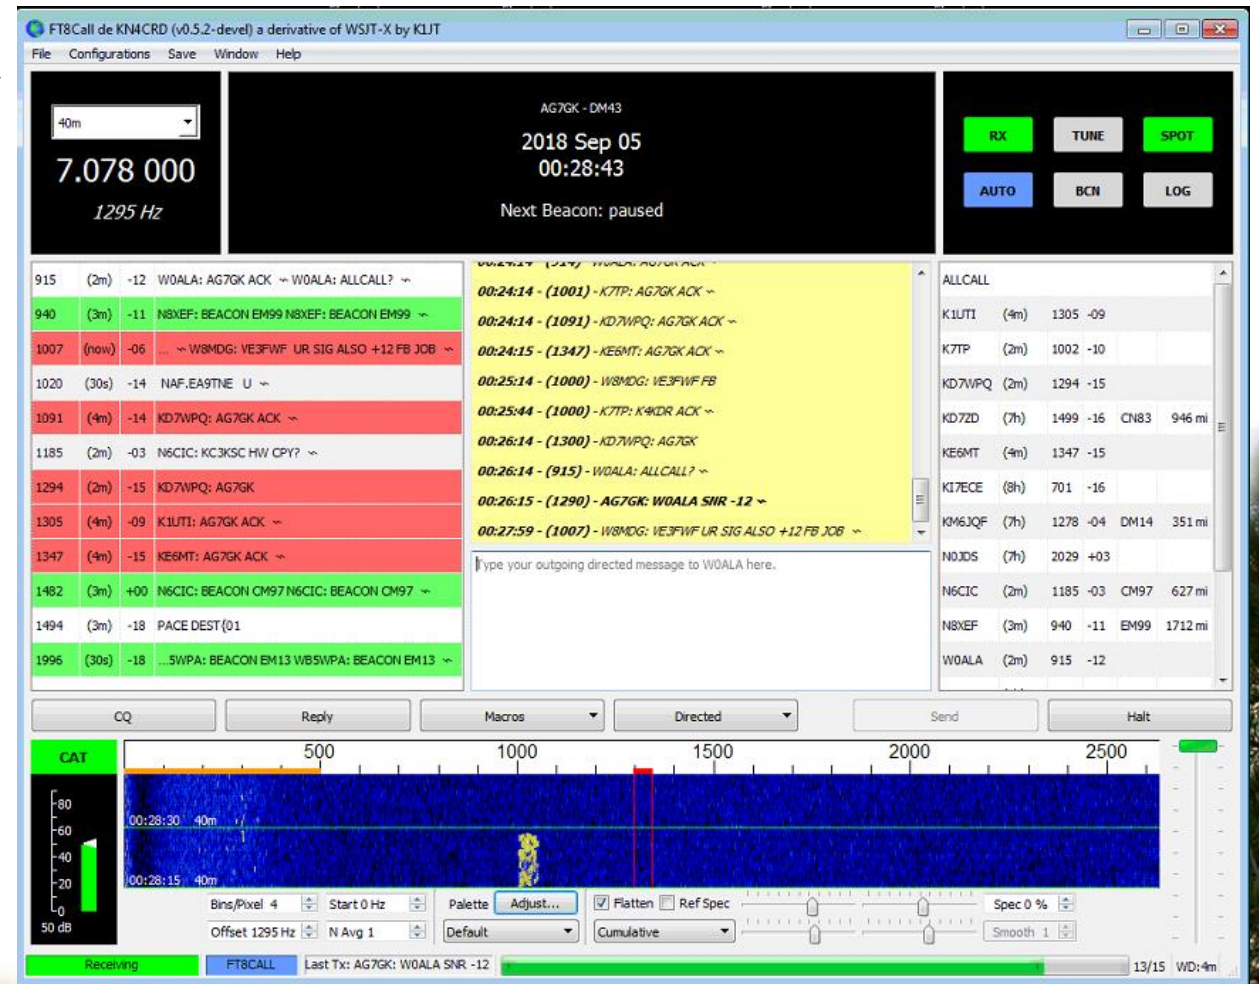 FT8Call de KN4CRD (v0.5.2-devel) a derivative of WSJT-X by K1JT
File Configurations Save Window Help
40m
7.078 000
1295 Hz
AG7GK - DM43
2018 Sep 05
00:28:43
Next Beacon: paused
RX TUNE SPOT
AUTO BCN LOG
915 (2m) -12 W0ALA: AG7GK ACK ~ W0ALA: ALLCALL? ~
940 (3m) -11 N8XEF: BEACON EM99 N8XEF: BEACON EM99 ~
1007 (now) -06 ... ~ W8MDG: VE3FWF UR SIG ALSO +12 FB JOB ~
1020 (30s) -14 NAF.EA9TNE U ~
1091 (4m) -14 KD7WPQ: AG7GK ACK ~
1185 (2m) -03 N6CIC: KC3KSC HW CPY? ~
1294 (2m) -15 KD7WPQ: AG7GK
1305 (4m) -09 K1UTI: AG7GK ACK ~
1347 (4m) -15 KE6MT: AG7GK ACK ~
1482 (3m) +00 N6CIC: BEACON CM97 N6CIC: BEACON CM97 ~
1494 (3m) -18 PACE DEST{01
1996 (30s) -18 ...5WPA: BEACON EM13 WB5WPA: BEACON EM13 ~
00:24:14 - (914) - W0ALA: AG7GK ACK ~
00:24:14 - (1001) - K7TP: AG7GK ACK ~
00:24:14 - (1091) - KD7WPQ: AG7GK ACK ~
00:24:15 - (1347) - KE6MT: AG7GK ACK ~
00:25:14 - (1000) - W8MDG: VE3FWF FB
00:25:44 - (1000) - K7TP: K4KDR ACK ~
00:26:14 - (1300) - KD7WPQ: AG7GK
00:26:14 - (915) - W0ALA: ALLCALL? ~
00:26:15 - (1290) - AG7GK: W0ALA SNR -12 ~
00:27:59 - (1007) - W8MDG: VE3FWF UR SIG ALSO +12 FB JOB ~
Type your outgoing directed message to W0ALA here.
ALLCALL
K1UTI (4m) 1305 -09
K7TP (2m) 1002 -10
KD7WPQ (2m) 1294 -15
KD7ZD (7h) 1499 -16 CN83 946 mi
KE6MT (4m) 1347 -15
KI7ECE (8h) 701 -16
KM6JQF (7h) 1278 -04 DM14 351 mi
N0JDS (7h) 2029 +03
N6CIC (2m) 1185 -03 CM97 627 mi
N8XEF (3m) 940 -11 EM99 1712 mi
W0ALA (2m) 915 -12
CQ Reply Macros Directed Send Halt
CAT
500 1000 1500 2000 2500
80
60
40
20
0
50 dB
00:28:30 40m
00:28:15 40m
Bins/Pixel 4 Start 0 Hz Palette Adjust... Flatten Ref Spec Spec 0 %
Offset 1295 Hz N Avg 1 Default Cumulative Smooth 1
Receiving FT8CALL Last Tx: AG7GK: W0ALA SNR -12 13/15 WD:4m